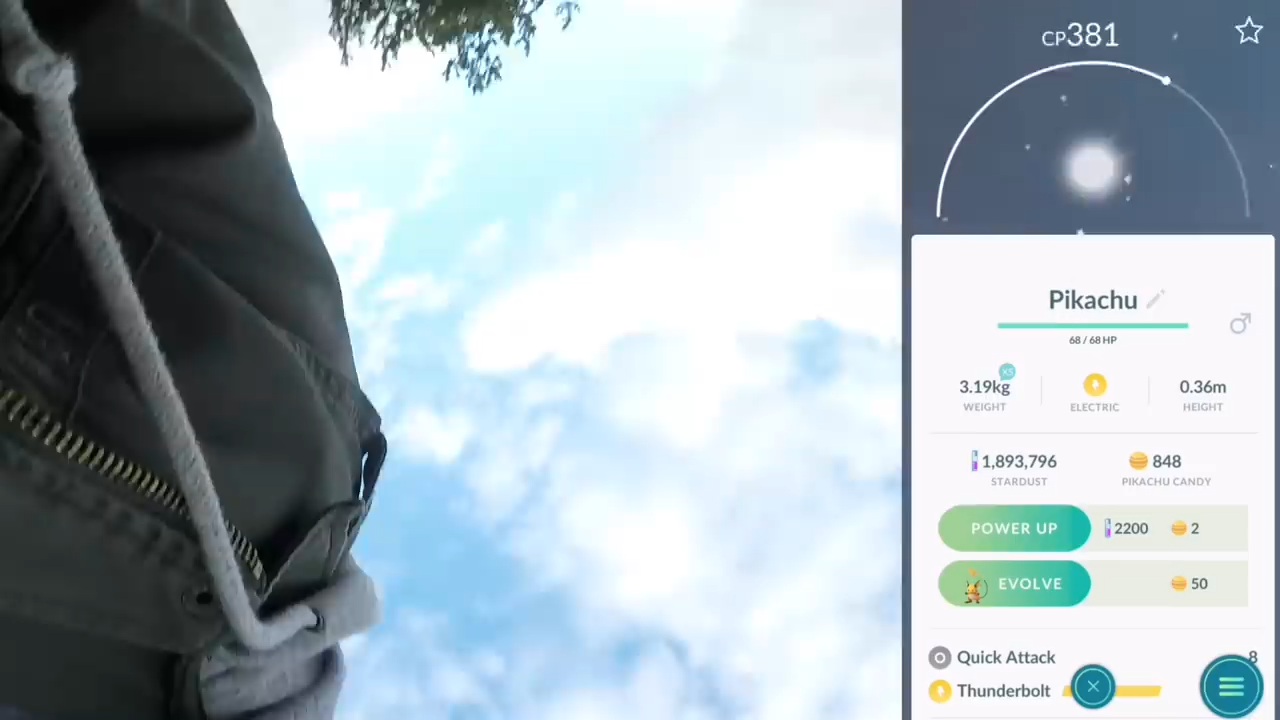 CP381
Pikachu
68 / 68 HP
XS
3.19kg
WEIGHT
ELECTRIC
0.36m
HEIGHT
1,893,796
STARDUST
848
PIKACHU CANDY
POWER UP
2200
2
EVOLVE
50
Quick Attack
8
Thunderbolt